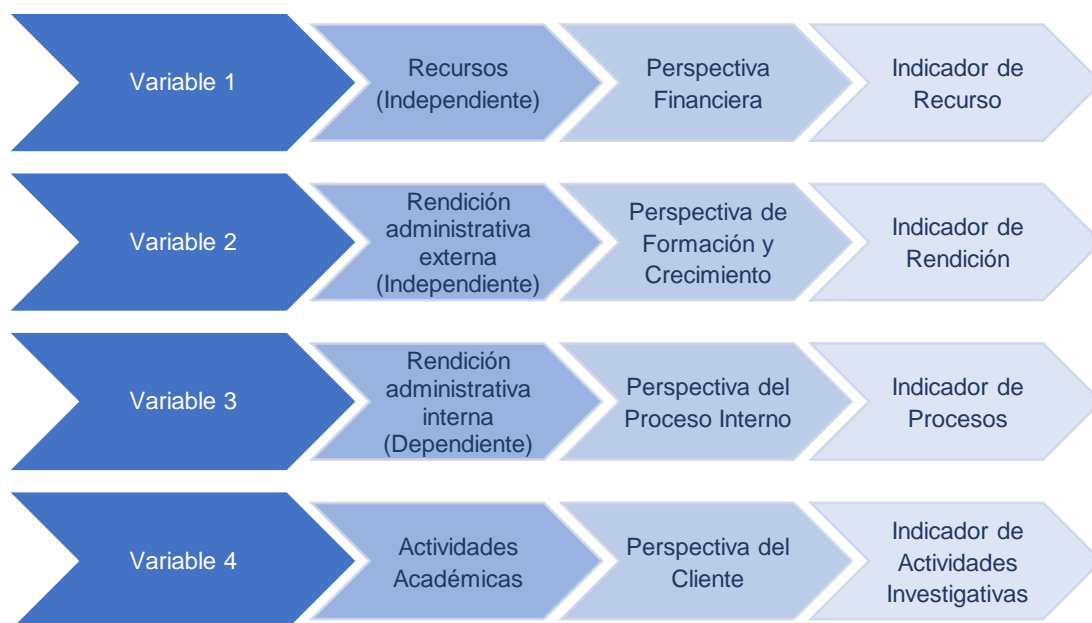 Variable 1
Recursos
(Independiente)
Perspectiva
Financiera
Indicador de
Recurso
Variable 2
Rendición
administrativa
externa
(Independiente)
Perspectiva de
Formación y
Crecimiento
Indicador de
Rendición
Variable 3
Rendición
administrativa
interna
(Dependiente)
Perspectiva del
Proceso Interno
Indicador de
Procesos
Variable 4
Actividades
Académicas
Perspectiva del
Cliente
Indicador de
Actividades
Investigativas